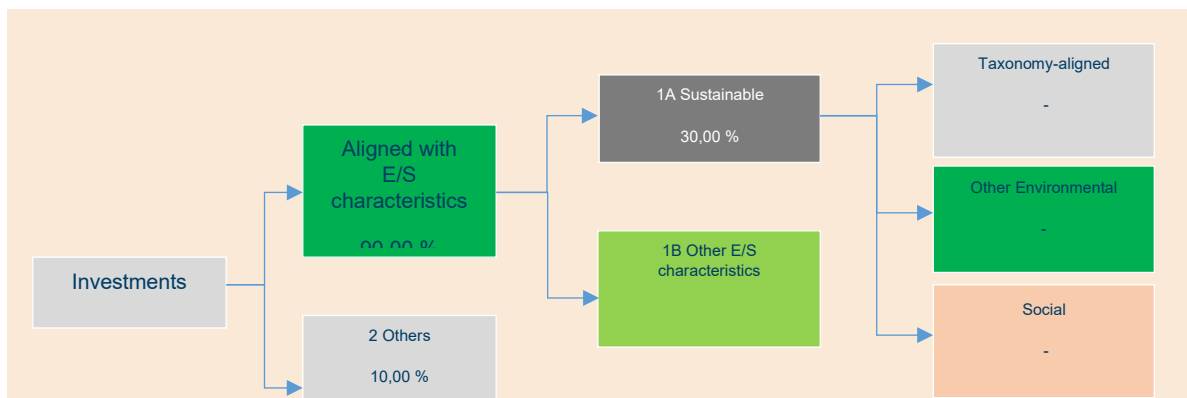 Investments
Aligned with
E/S
characteristics
2 Others
10,00 %
1A Sustainable
30,00 %
1B Other E/S
characteristics
Taxonomy-aligned
-
Other Environmental
-
Social
-